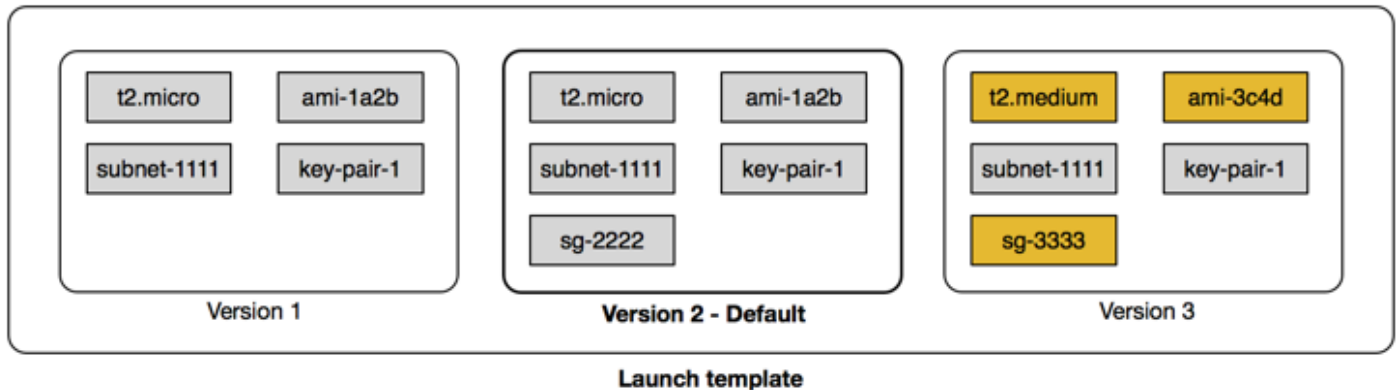 t2.micro
ami-1a2b
subnet-1111
key-pair-1
Version 1
t2.micro
ami-1a2b
subnet-1111
key-pair-1
sg-2222
Version 2 - Default
t2.medium
ami-3c4d
subnet-1111
key-pair-1
sg-3333
Version 3
Launch template